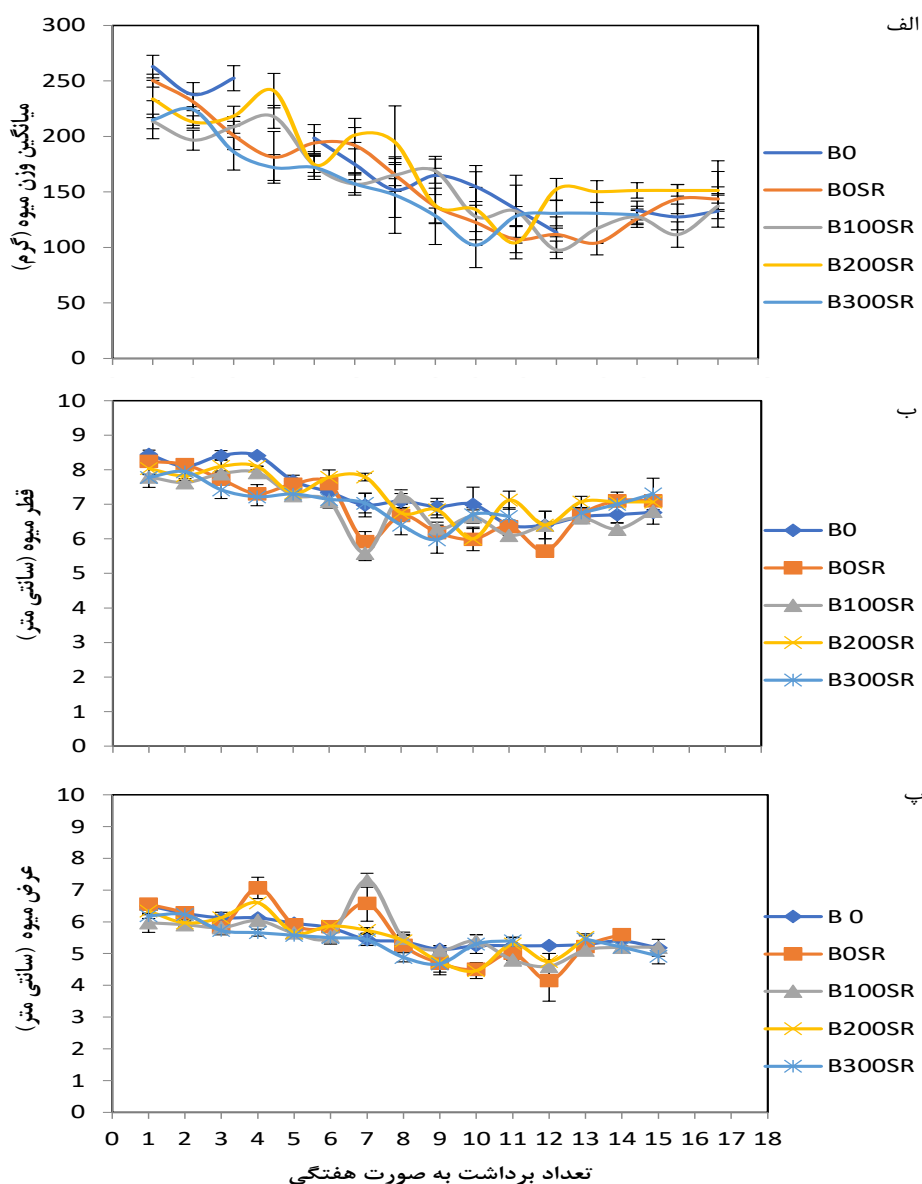 الف
300
250
200
150
100
50
0
میانگین وزن میوه (گرم)
B0
B0SR
B100SR
B200SR
B300SR
ب
10
9
8
7
6
5
4
3
2
1
0
قطر میوه (سانتی متر)
B0
B0SR
B100SR
B200SR
B300SR
پ
10
9
8
7
6
5
4
3
2
1
0
عرض میوه (سانتی متر)
B 0
B0SR
B100SR
B200SR
B300SR
0 1 2 3 4 5 6 7 8 9 10 11 12 13 14 15 16 17 18
تعداد برداشت به صورت هفتگی